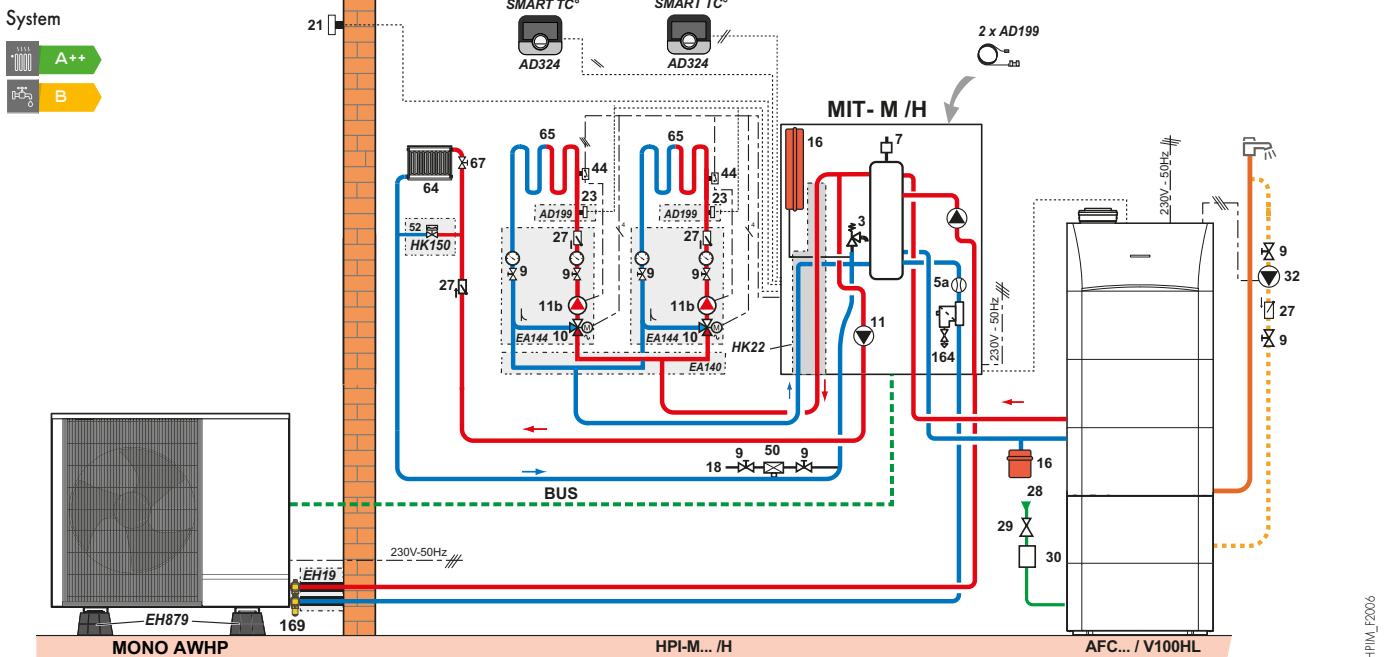 System
A++
B
21
SMART TC°
AD324
SMART TC°
AD324
2 x AD199
MIT- M /H
16
7
3
5a
164
11
HK22
230V - 50Hz
64
67
52
HK150
27
65
44
23
AD199
27
9
9
11b
10
EA144
M
4
65
44
23
AD199
27
9
9
11b
10
EA144
M
4
EA140
230V - 50Hz
9
32
27
9
18
9
50
9
16
28
29
30
BUS
230V-50Hz
EH19
169
EH879
MONO AWHP
HPI-M... /H
AFC... / V100HL
HPIM_F2006